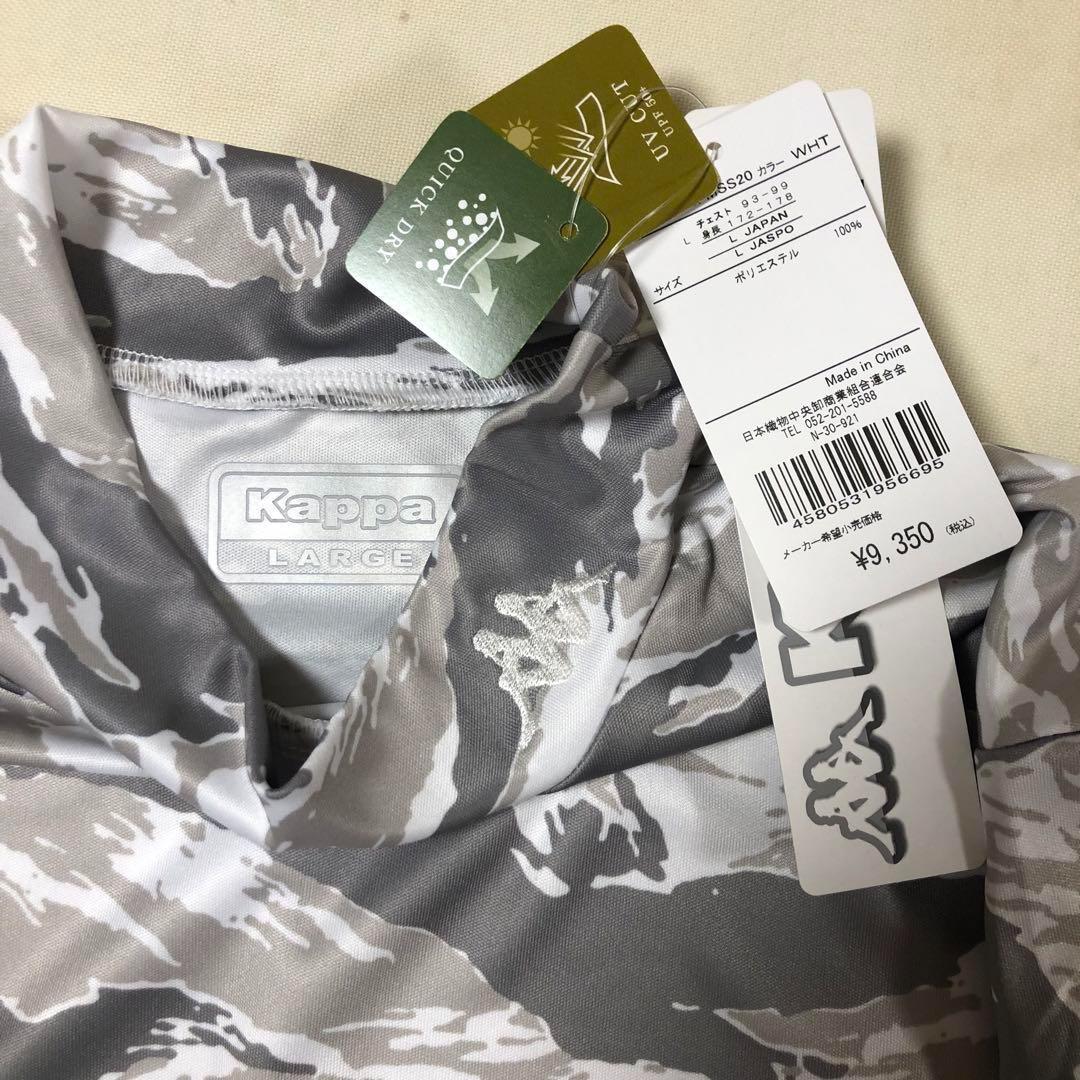 QUICK DRY
UV CUT
UPF 50+
MSS20 カラー WHT
チェスト 93-99
L 身長 172-178
L JAPAN
L JASPO
サイズ
ポリエステル 100%
Made in China
日本織物中央卸商業組合連合会
TEL 052-201-5588
N-30-921
4580531956695
メーカー希望小売価格
¥9,350 (税込)
Kappa
LARGE